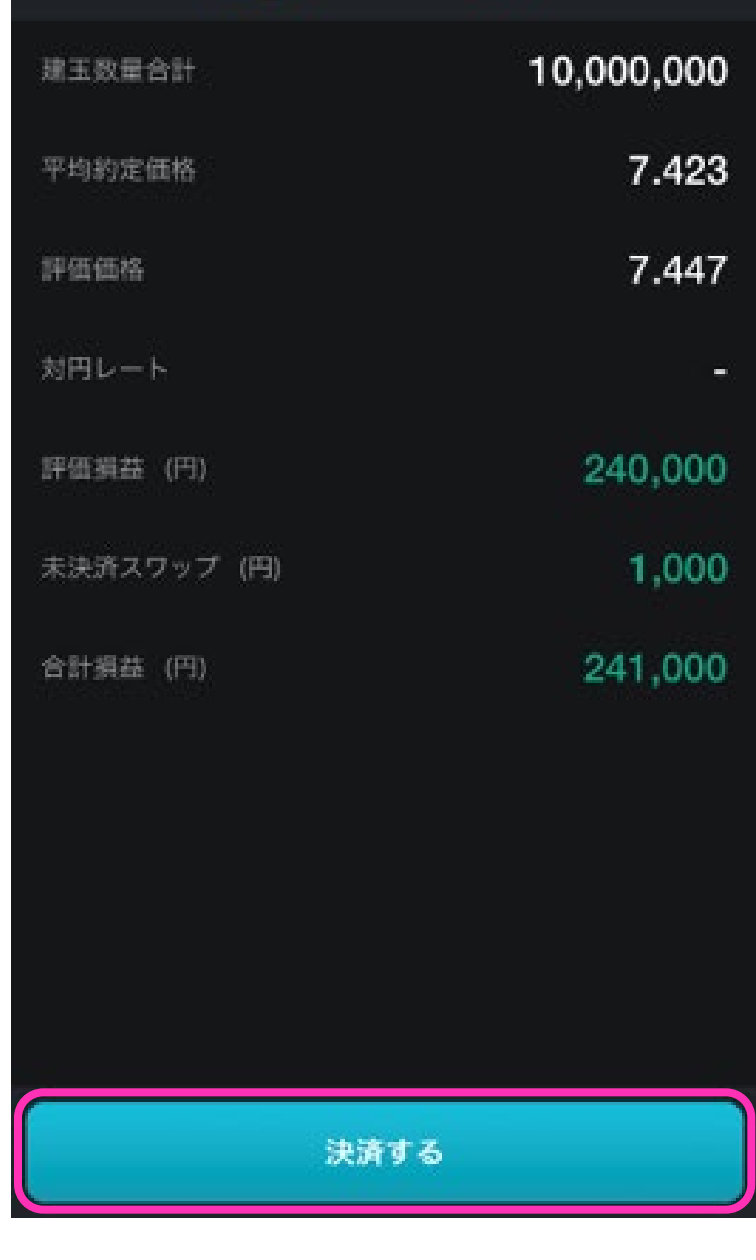 建玉数量合計 10,000,000
平均約定価格 7.423
評価価格 7.447
対円レート -
評価損益 (円) 240,000
未決済スワップ (円) 1,000
合計損益 (円) 241,000
決済する